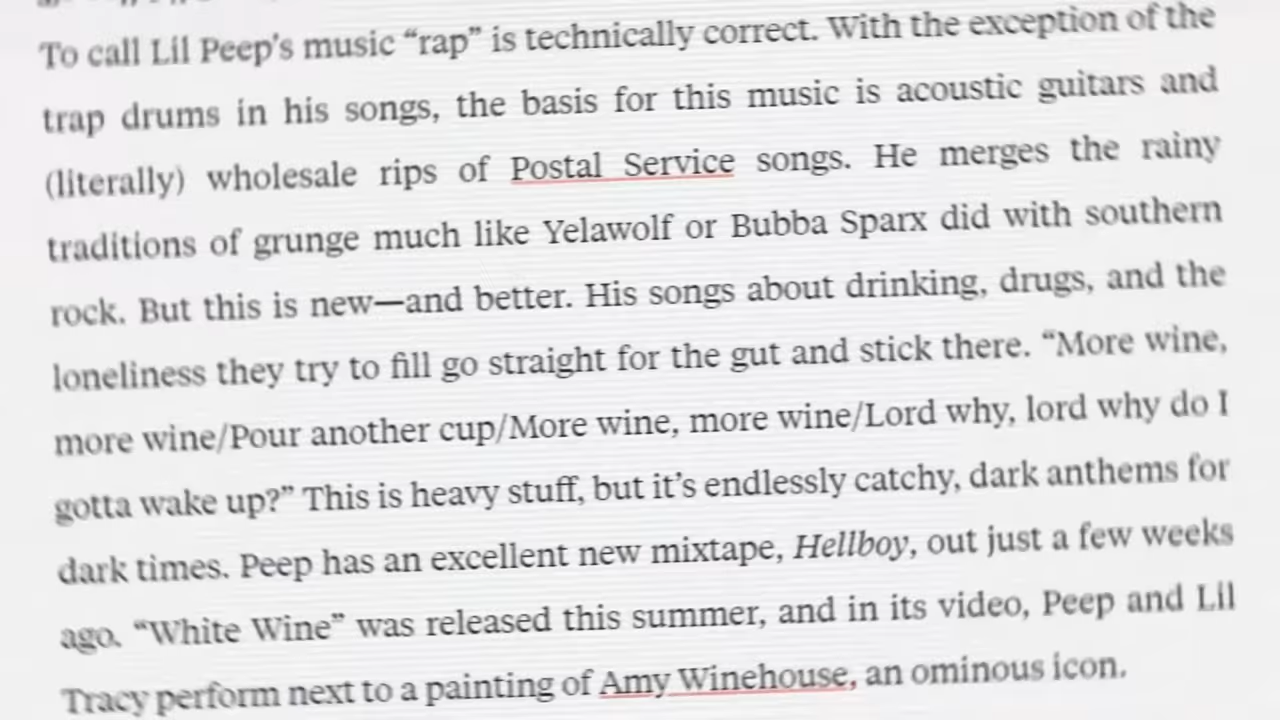 To call Lil Peep’s music “rap” is technically correct. With the exception of the
trap drums in his songs, the basis for this music is acoustic guitars and
(literally) wholesale rips of Postal Service songs. He merges the rainy
traditions of grunge much like Yelawolf or Bubba Sparx did with southern
rock. But this is new—and better. His songs about drinking, drugs, and the
loneliness they try to fill go straight for the gut and stick there. “More wine,
more wine/Pour another cup/More wine, more wine/Lord why, lord why do I
gotta wake up?” This is heavy stuff, but it’s endlessly catchy, dark anthems for
dark times. Peep has an excellent new mixtape, Hellboy, out just a few weeks
ago. “White Wine” was released this summer, and in its video, Peep and Lil
Tracy perform next to a painting of Amy Winehouse, an ominous icon.